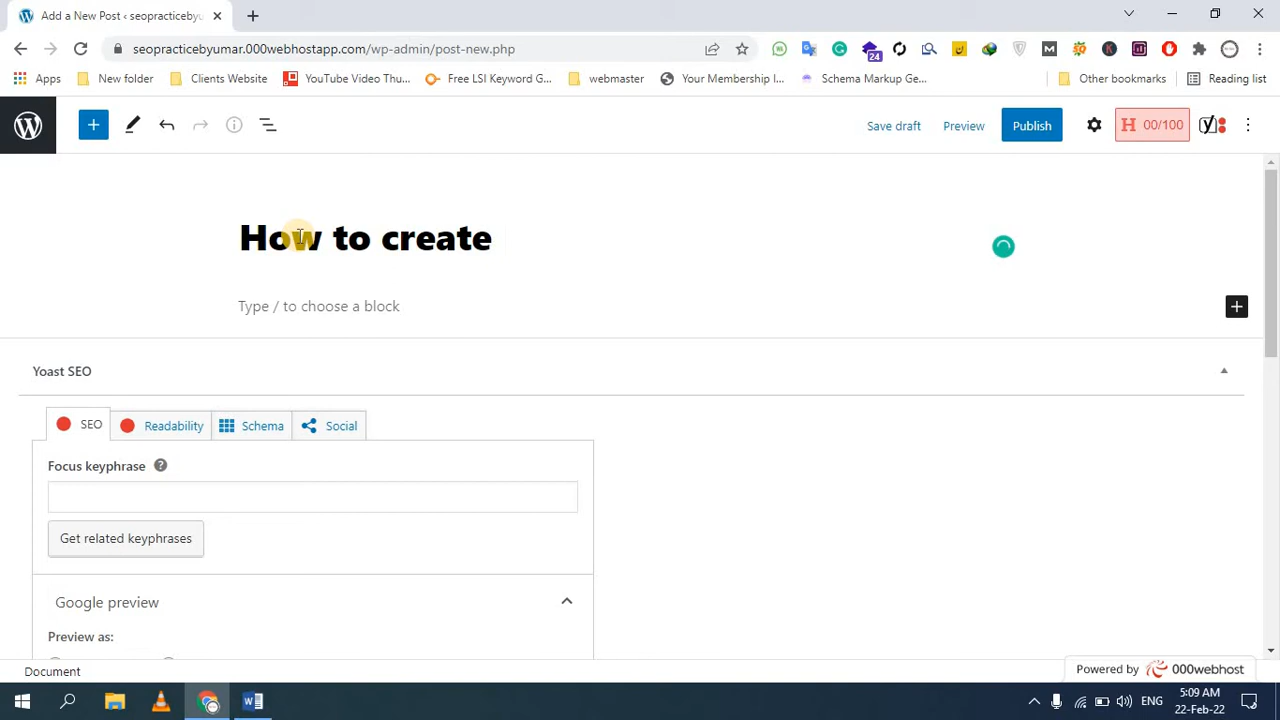 Add a New Post ‹ seopracticeby
seopracticebyumar.000webhostapp.com/wp-admin/post-new.php
24
Apps
New folder
Clients Website
YouTube Video Thu...
Free LSI Keyword G...
webmaster
Your Membership I...
Schema Markup Ge...
Other bookmarks
Reading list
Save draft
Preview
Publish
H 00/100
How to create
Type / to choose a block
Yoast SEO
SEO
Readability
Schema
Social
Focus keyphrase
Get related keyphrases
Google preview
Preview as:
Document
Powered by 000webhost
ENG
5:09 AM
22-Feb-22